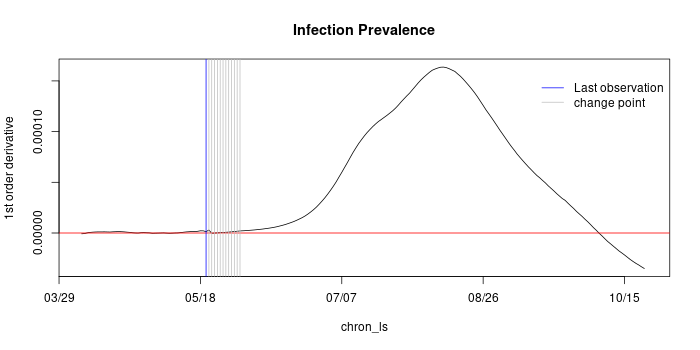 Infection Prevalence
1st order derivative
0.00010
0.00000
Last observation
change point
03/29 05/18 07/07 08/26 10/15
chron_ls